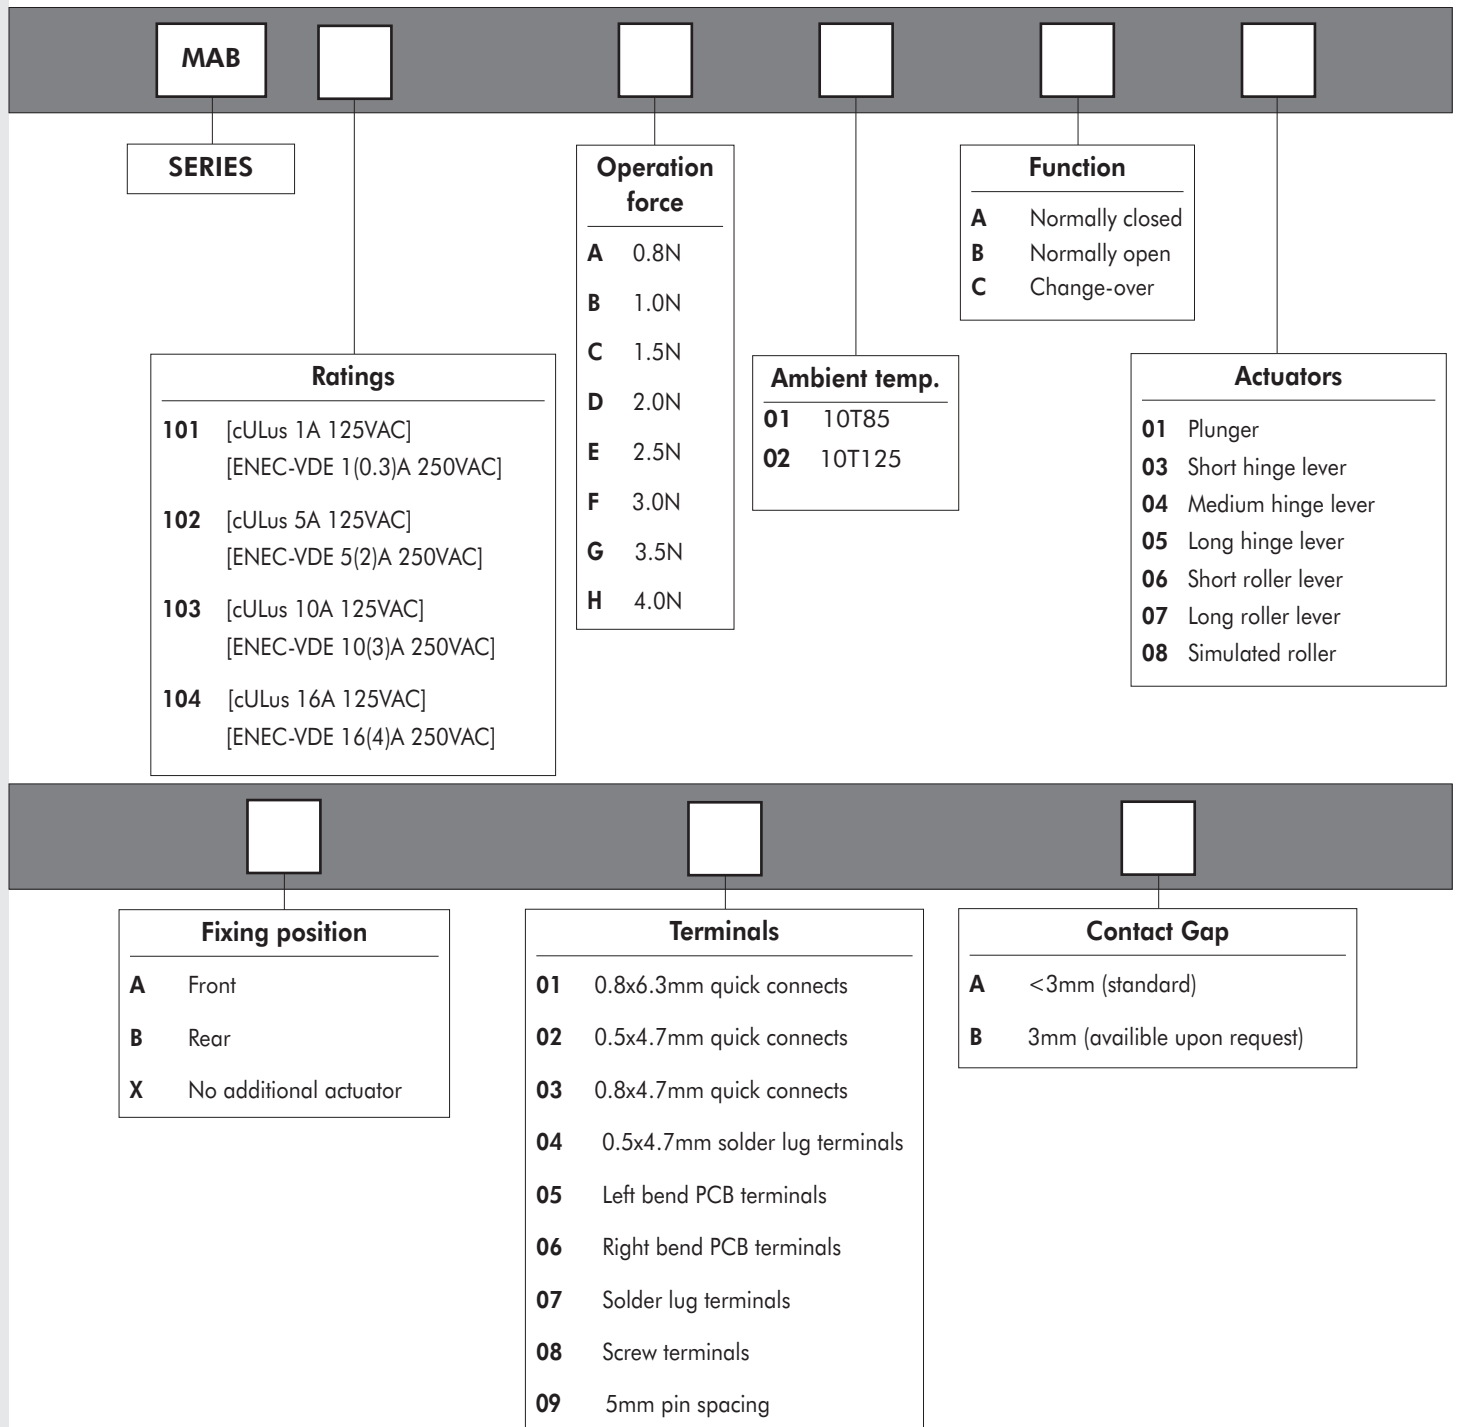 MAB
SERIES
Ratings
101 [cULus 1A 125VAC]
[ENEC-VDE 1(0.3)A 250VAC]
102 [cULus 5A 125VAC]
[ENEC-VDE 5(2)A 250VAC]
103 [cULus 10A 125VAC]
[ENEC-VDE 10(3)A 250VAC]
104 [cULus 16A 125VAC]
[ENEC-VDE 16(4)A 250VAC]
Operation
force
A 0.8N
B 1.0N
C 1.5N
D 2.0N
E 2.5N
F 3.0N
G 3.5N
H 4.0N
Ambient temp.
01 10T85
02 10T125
Function
A Normally closed
B Normally open
C Change-over
Actuators
01 Plunger
03 Short hinge lever
04 Medium hinge lever
05 Long hinge lever
06 Short roller lever
07 Long roller lever
08 Simulated roller
Fixing position
A Front
B Rear
X No additional actuator
Terminals
01 0.8x6.3mm quick connects
02 0.5x4.7mm quick connects
03 0.8x4.7mm quick connects
04 0.5x4.7mm solder lug terminals
05 Left bend PCB terminals
06 Right bend PCB terminals
07 Solder lug terminals
08 Screw terminals
09 5mm pin spacing
Contact Gap
A <3mm (standard)
B 3mm (availible upon request)